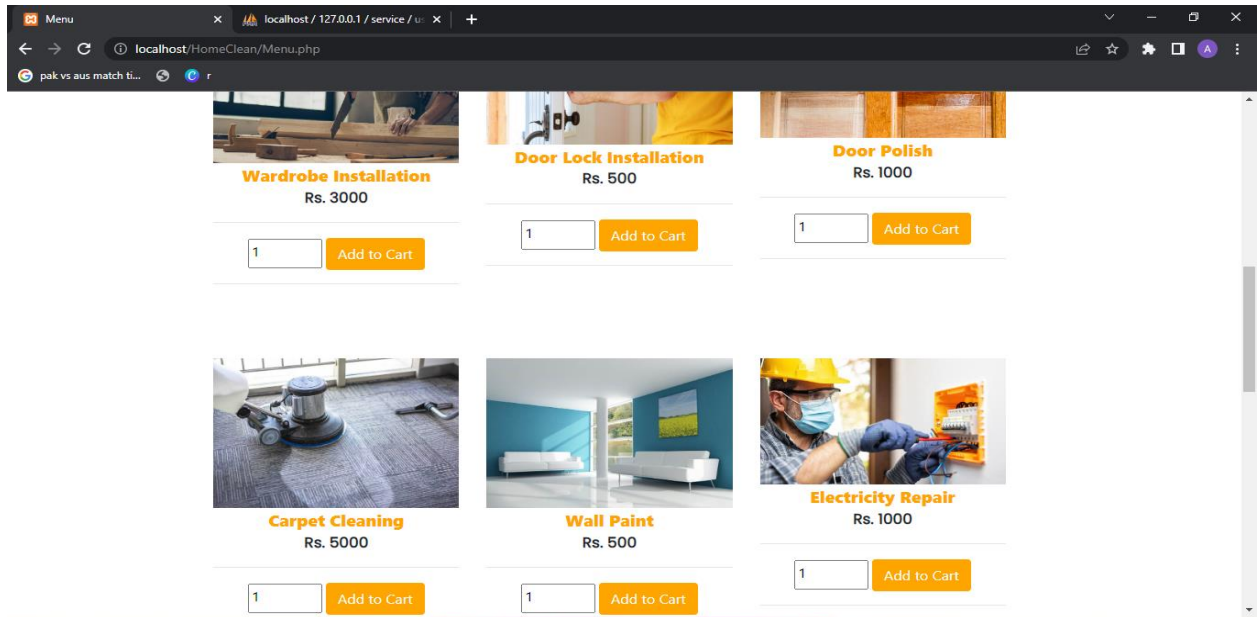 Menu
localhost / 127.0.0.1 / service / u
localhost/HomeClean/Menu.php
A
pak vs aus match ti...
r
Wardrobe Installation
Rs. 3000
1
Add to Cart
Door Lock Installation
Rs. 500
1
Add to Cart
Door Polish
Rs. 1000
1
Add to Cart
Carpet Cleaning
Rs. 5000
1
Add to Cart
Wall Paint
Rs. 500
1
Add to Cart
Electricity Repair
Rs. 1000
1
Add to Cart